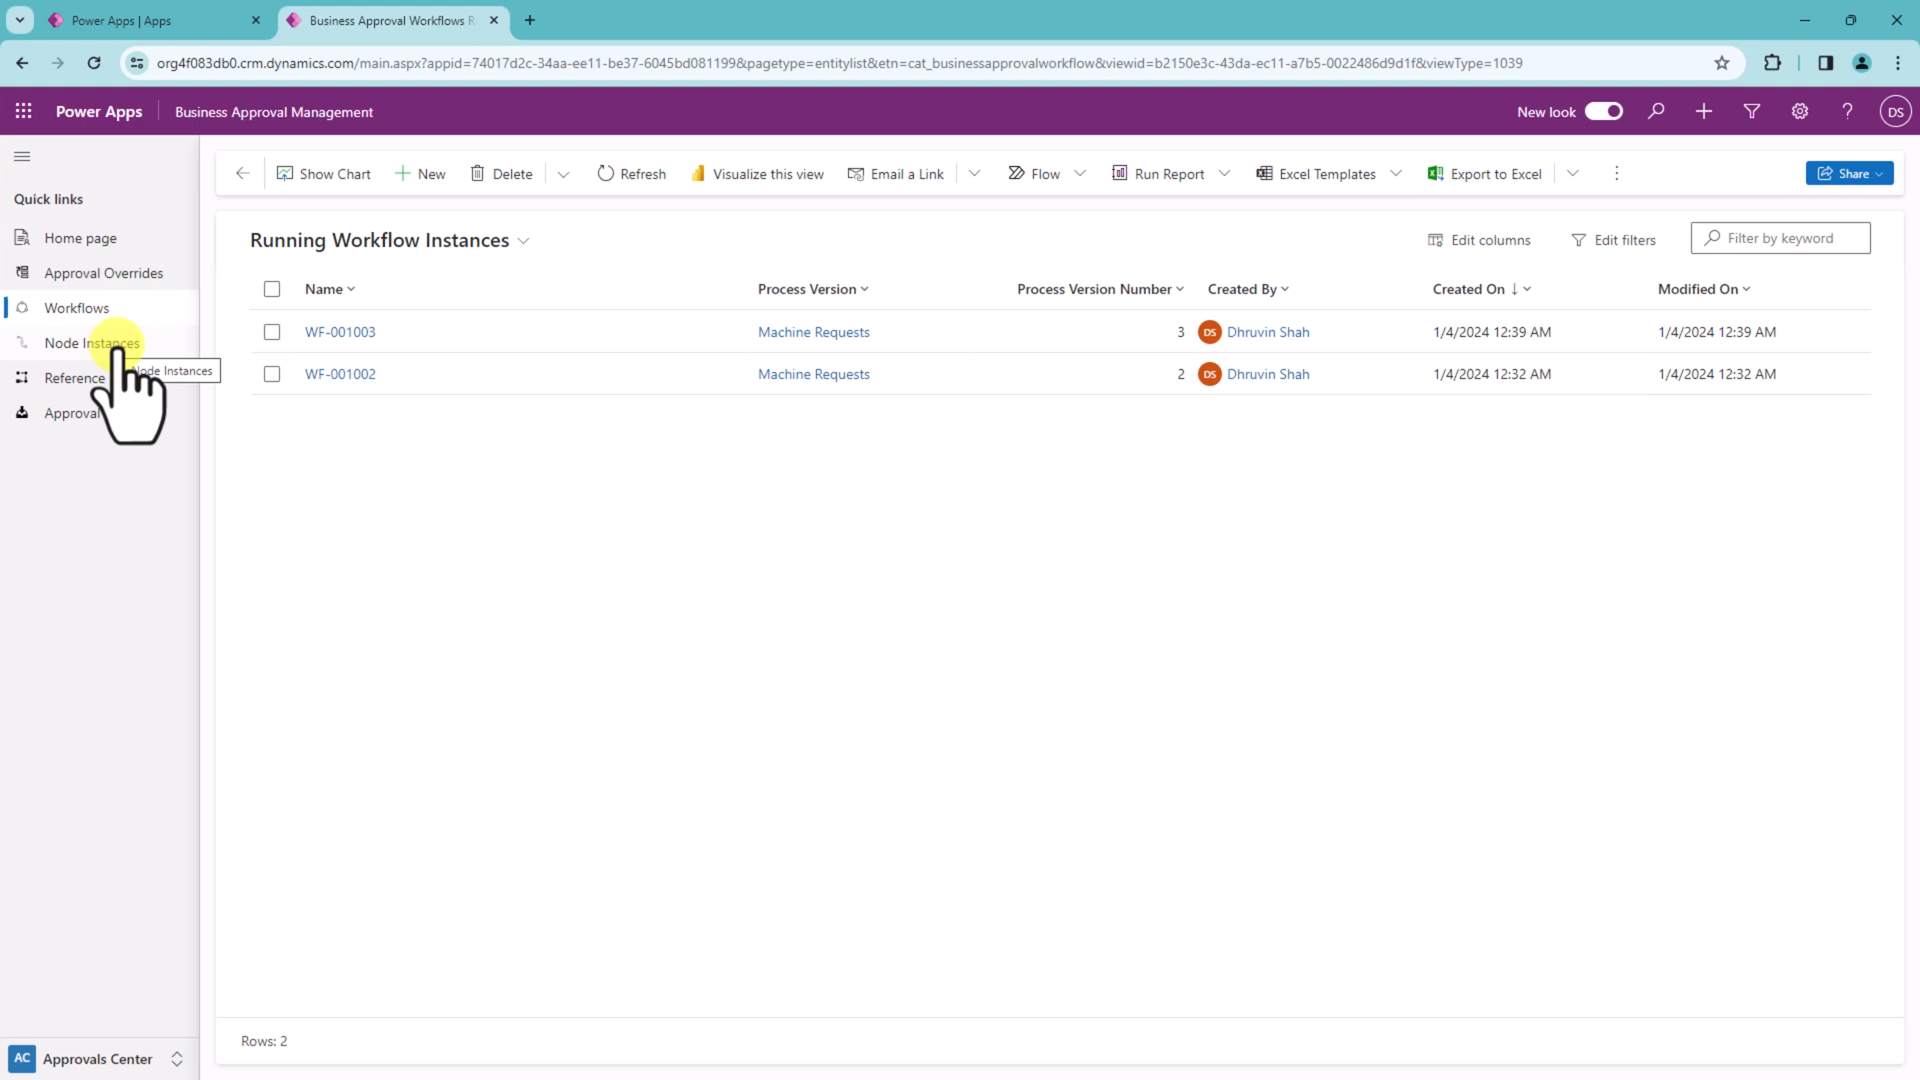 Power Apps | Apps
Business Approval Workflows R
org4f083db0.crm.dynamics.com/main.aspx?appid=74017d2c-34aa-ee11-be37-6045bd081199&pagetype=entitylist&etn=cat_businessapprovalworkflow&viewid=b2150e3c-43da-ec11-a7b5-0022486d9d1f&viewType=1039
Power Apps Business Approval Management New look DS
Show Chart New Delete Refresh Visualize this view Email a Link Flow Run Report Excel Templates Export to Excel Share
Quick links
Home page
Approval Overrides
Workflows
Node Instances
Node Instances
Reference
Approval
Running Workflow Instances Edit columns Edit filters Filter by keyword
Name Process Version Process Version Number Created By Created On Modified On
WF-001003 Machine Requests 3 DS Dhruvin Shah 1/4/2024 12:39 AM 1/4/2024 12:39 AM
WF-001002 Machine Requests 2 DS Dhruvin Shah 1/4/2024 12:32 AM 1/4/2024 12:32 AM
Rows: 2
AC Approvals Center